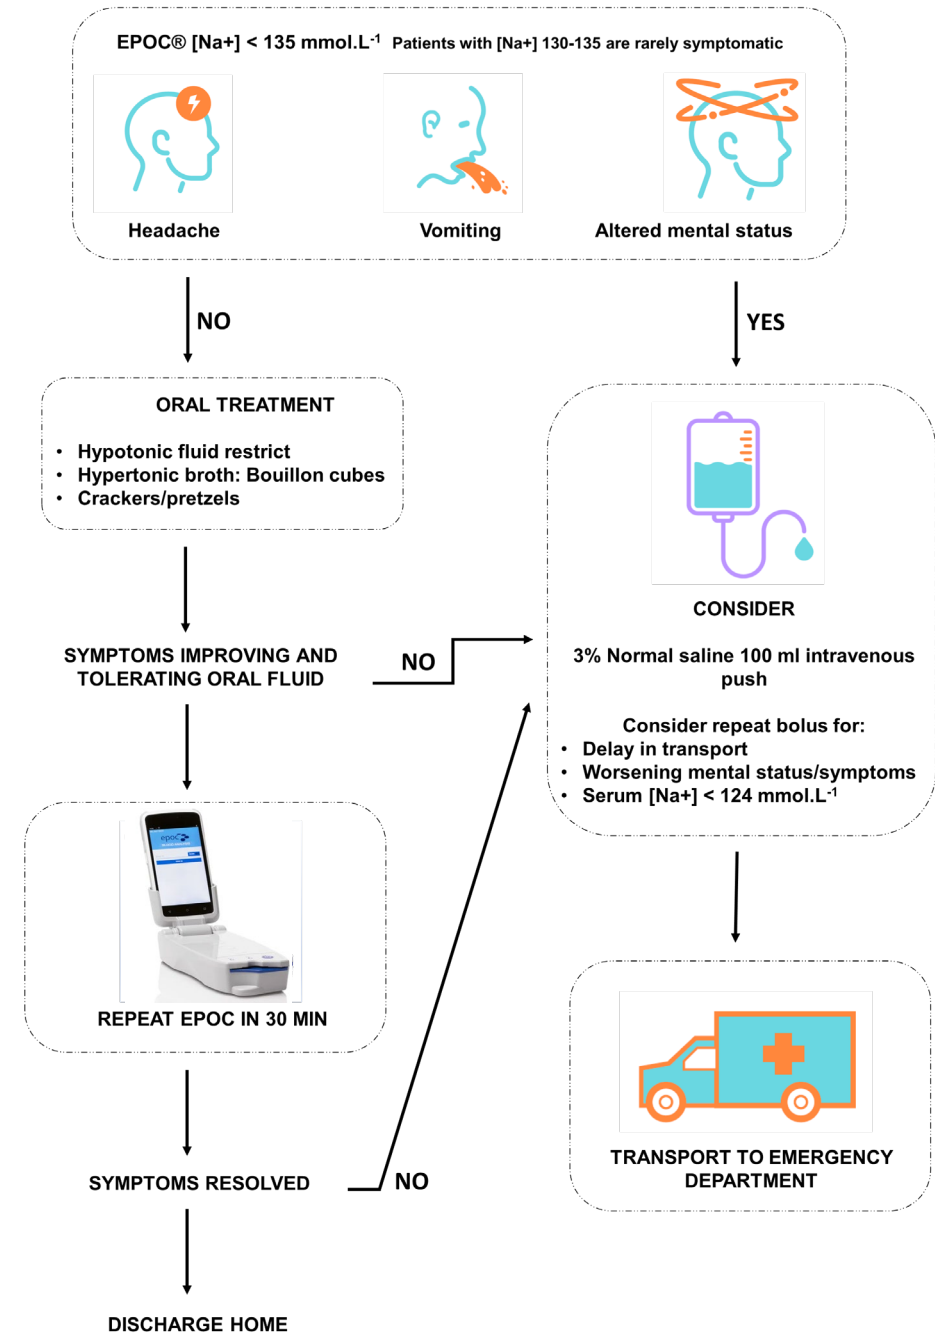 EPOC® [Na+] < 135 mmol.L⁻¹ Patients with [Na+] 130-135 are rarely symptomatic
Headache
Vomiting
Altered mental status
NO
YES
ORAL TREATMENT
• Hypotonic fluid restrict
• Hypertonic broth: Bouillon cubes
• Crackers/pretzels
SYMPTOMS IMPROVING AND
TOLERATING ORAL FLUID
NO
CONSIDER
3% Normal saline 100 ml intravenous
push
Consider repeat bolus for:
• Delay in transport
• Worsening mental status/symptoms
• Serum [Na+] < 124 mmol.L⁻¹
epoc
REPEAT EPOC IN 30 MIN
SYMPTOMS RESOLVED
NO
TRANSPORT TO EMERGENCY
DEPARTMENT
DISCHARGE HOME